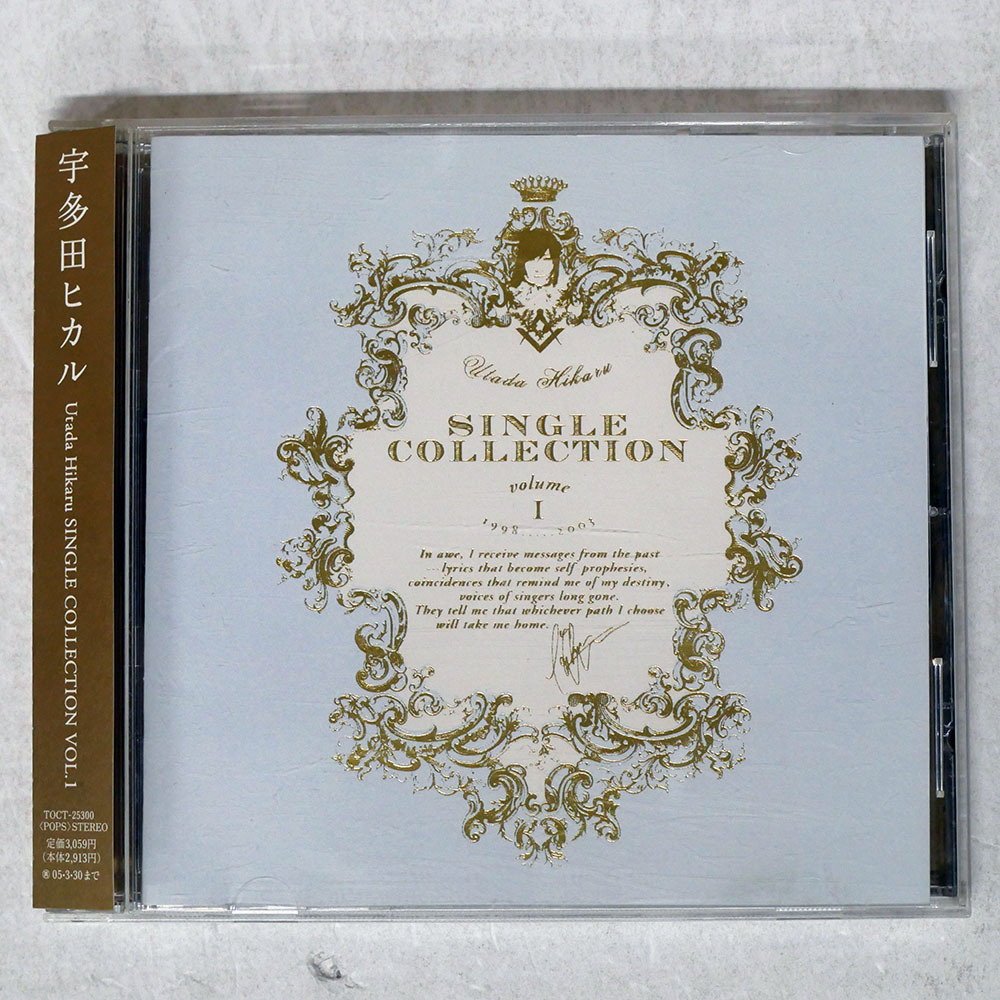 宇多田ヒカル Utada Hikaru SINGLE COLLECTION VOL.1
TOCT-25300
〈POPS〉STEREO
定価3,059円
(本体2,913円)
Ⓡ05・3・30まで
Utada Hikaru
SINGLE
COLLECTION
volume
I
1998......2003
In awe, I receive messages from the past
lyrics that become self prophesies,
coincidences that remind me of my destiny,
voices of singers long gone.
They tell me that whichever path I choose
will take me home.